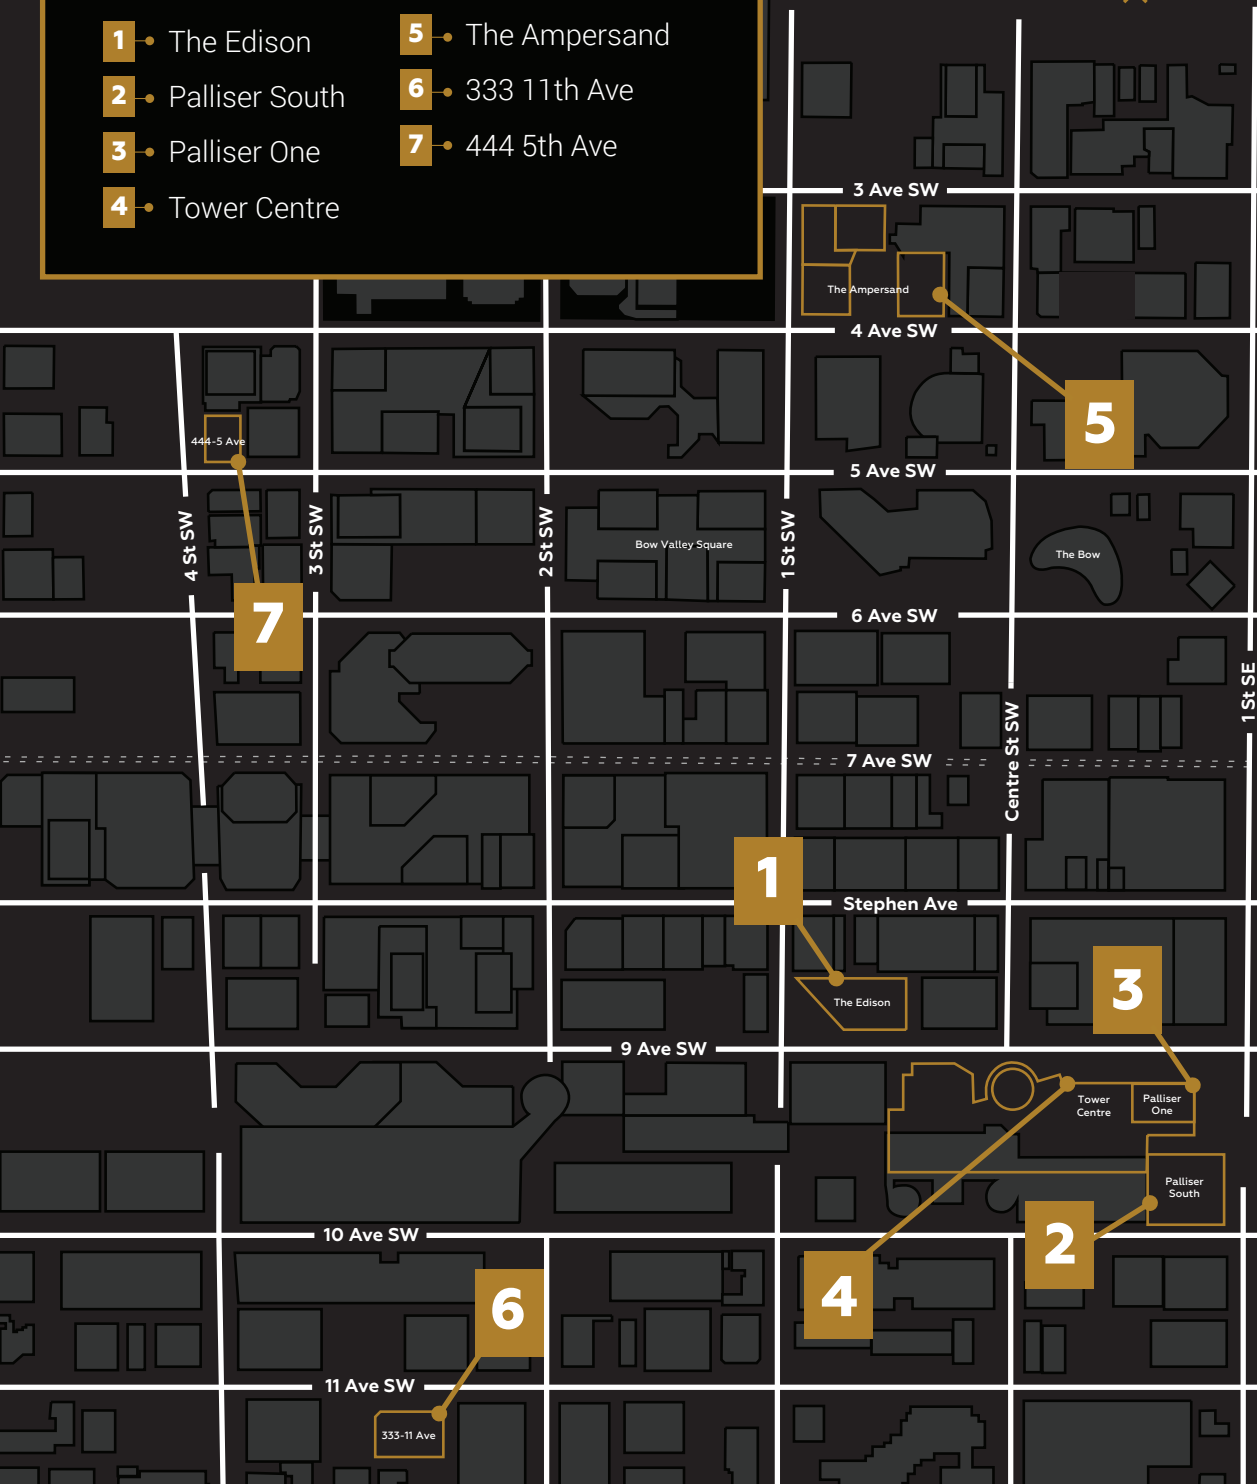 1 The Edison
2 Palliser South
3 Palliser One
4 Tower Centre
5 The Ampersand
6 333 11th Ave
7 444 5th Ave
3 Ave SW
The Ampersand
4 Ave SW
5
444-5 Ave
5 Ave SW
4 St SW
3 St SW
2 St SW
1 St SW
Bow Valley Square
The Bow
7
6 Ave SW
1 St SE
Centre St SW
7 Ave SW
1
Stephen Ave
The Edison
3
9 Ave SW
Tower
Centre
Palliser
One
Palliser
South
2
10 Ave SW
4
6
11 Ave SW
333-11 Ave